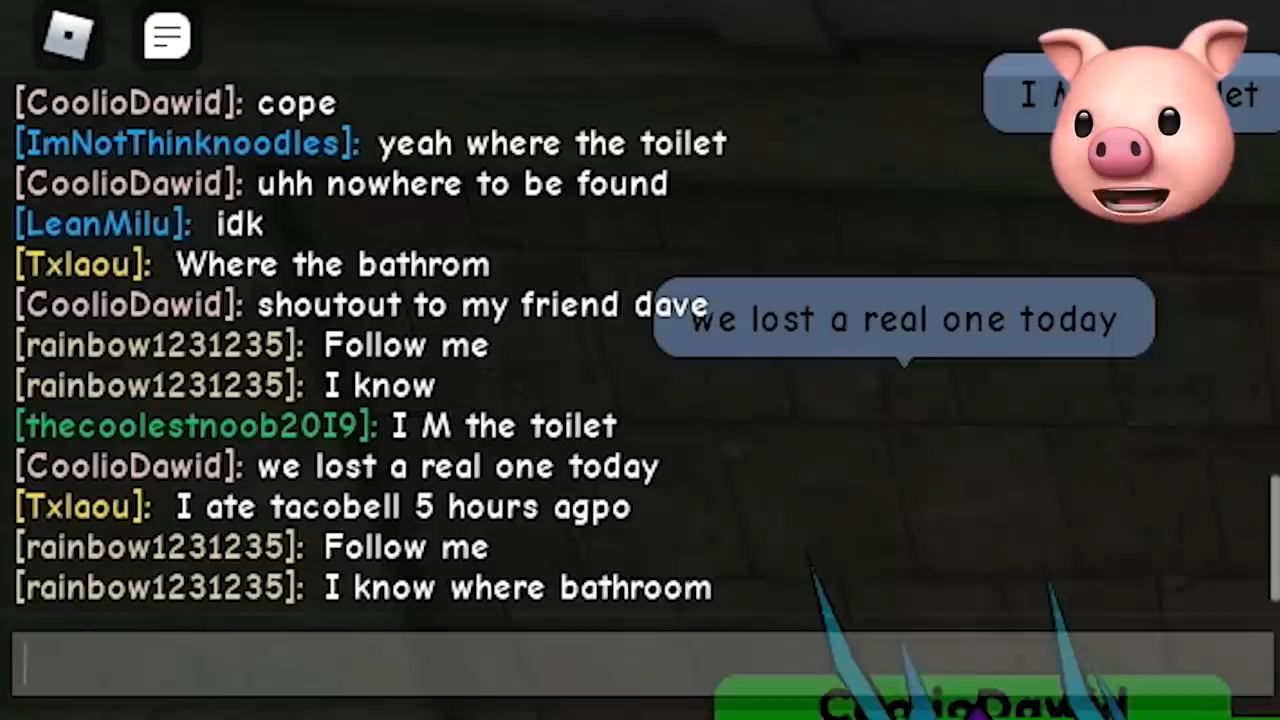 [CoolioDawid]: cope
[ImNotThinknoodles]: yeah where the toilet
[CoolioDawid]: uhh nowhere to be found
[LeanMilu]: idk
[Txlaou]: Where the bathrom
[CoolioDawid]: shoutout to my friend dave
[rainbow1231235]: Follow me
[rainbow1231235]: I know
[thecoolestnoob20I9]: I M the toilet
[CoolioDawid]: we lost a real one today
[Txlaou]: I ate tacobell 5 hours agpo
[rainbow1231235]: Follow me
[rainbow1231235]: I know where bathroom
we lost a real one today
CoolioDawid